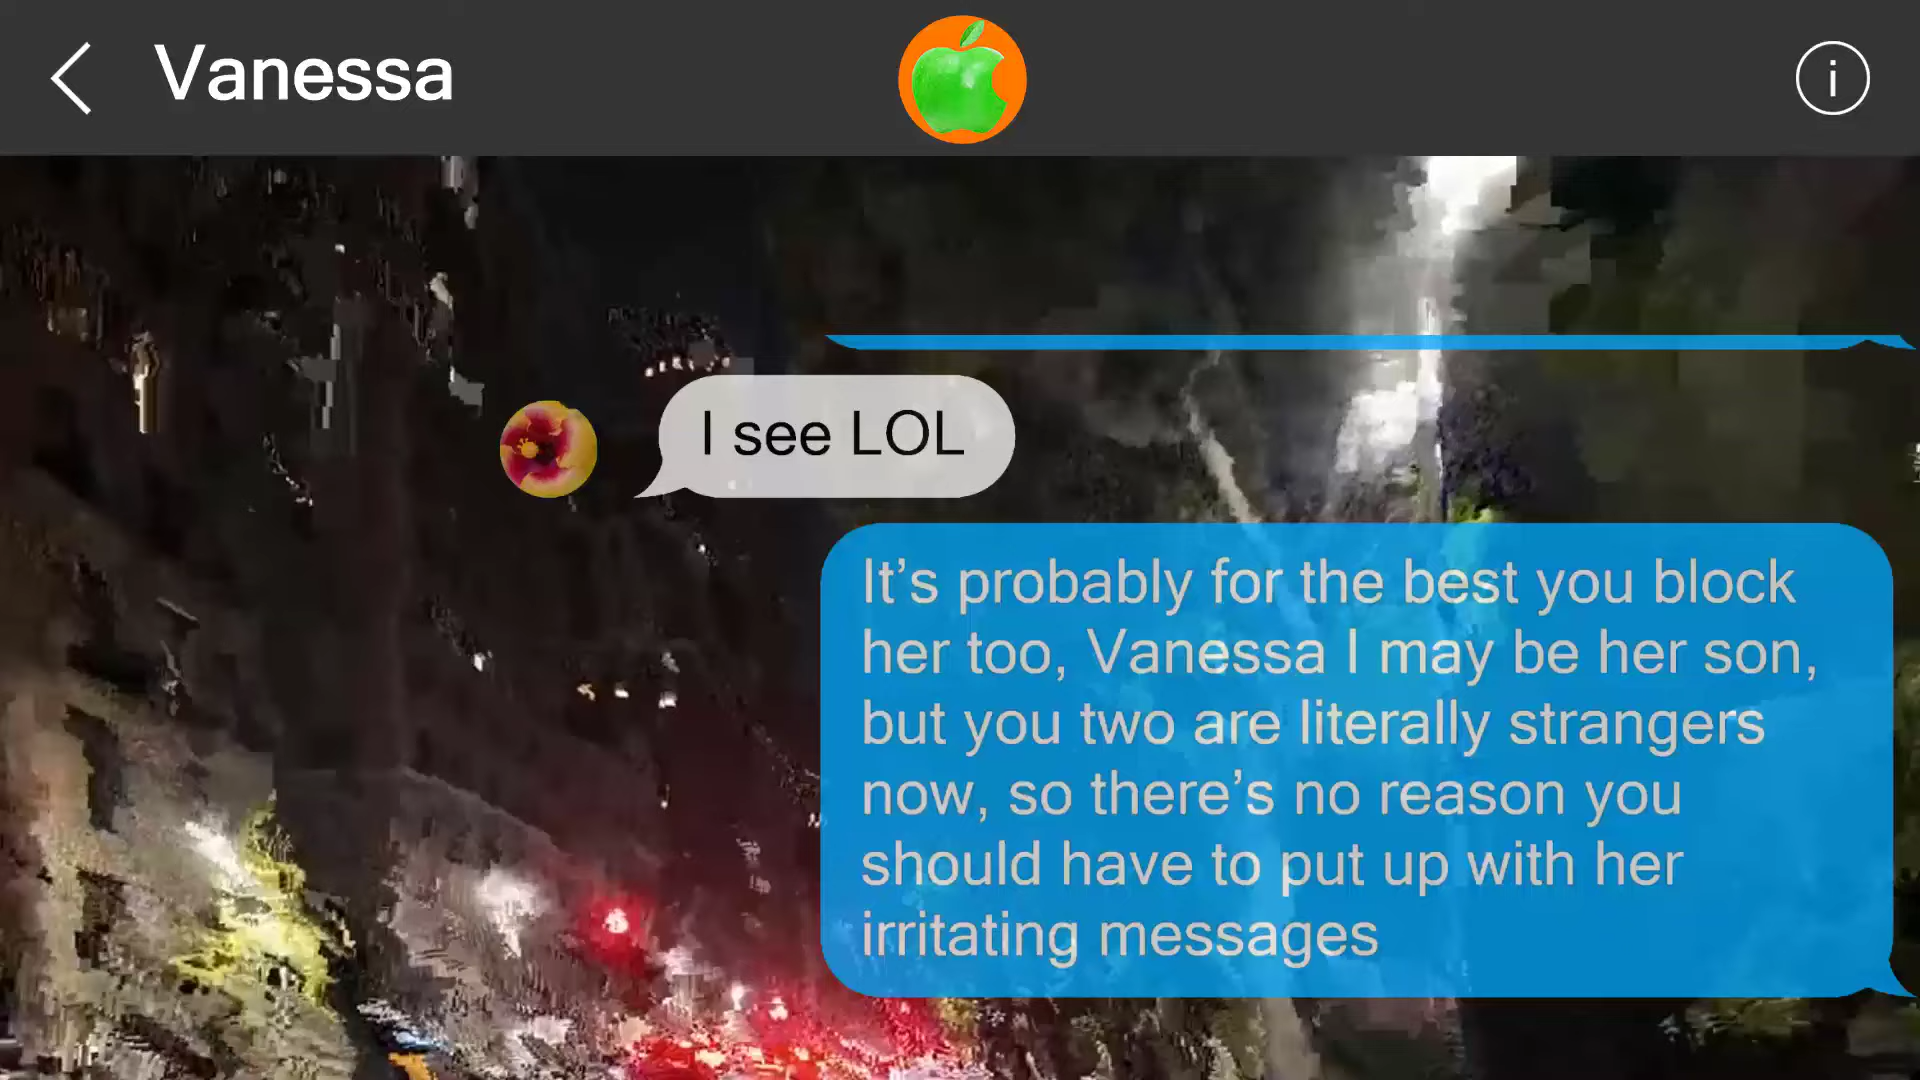 Vanessa
I see LOL
It’s probably for the best you block
her too, Vanessa I may be her son,
but you two are literally strangers
now, so there’s no reason you
should have to put up with her
irritating messages